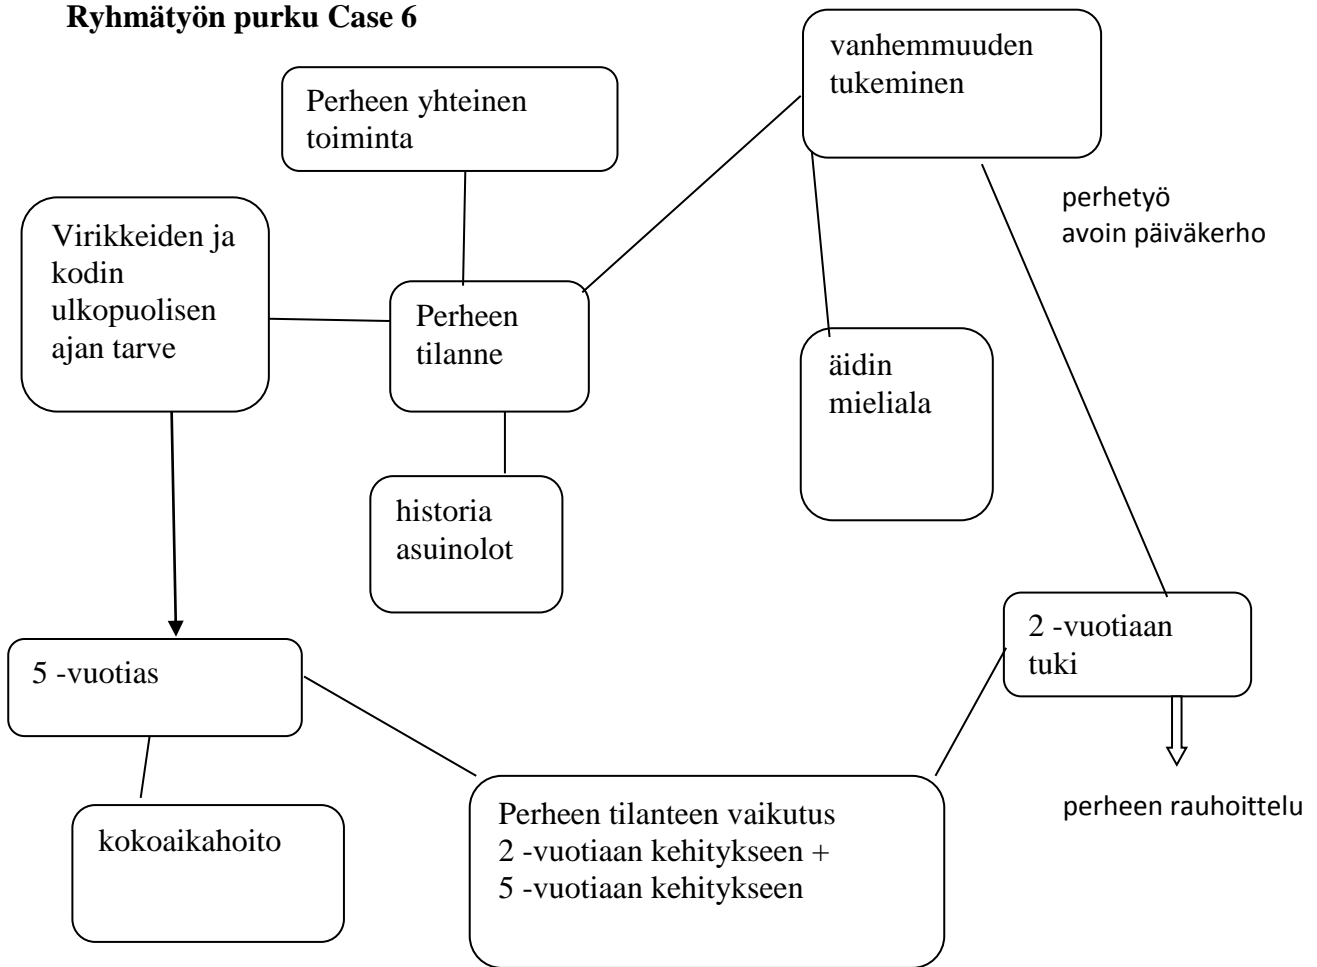 Ryhmätyön purku Case 6
vanhemmuuden
tukeminen
Perheen yhteinen
toiminta
perhetyö
avoin päiväkerho
Virikkeiden ja
kodin
ulkopuolisen
ajan tarve
Perheen
tilanne
äidin
mieliala
historia
asuinolot
2 -vuotiaan
tuki
5 -vuotias
perheen rauhoittelu
Perheen tilanteen vaikutus
2 -vuotiaan kehitykseen +
5 -vuotiaan kehitykseen
kokoaikahoito